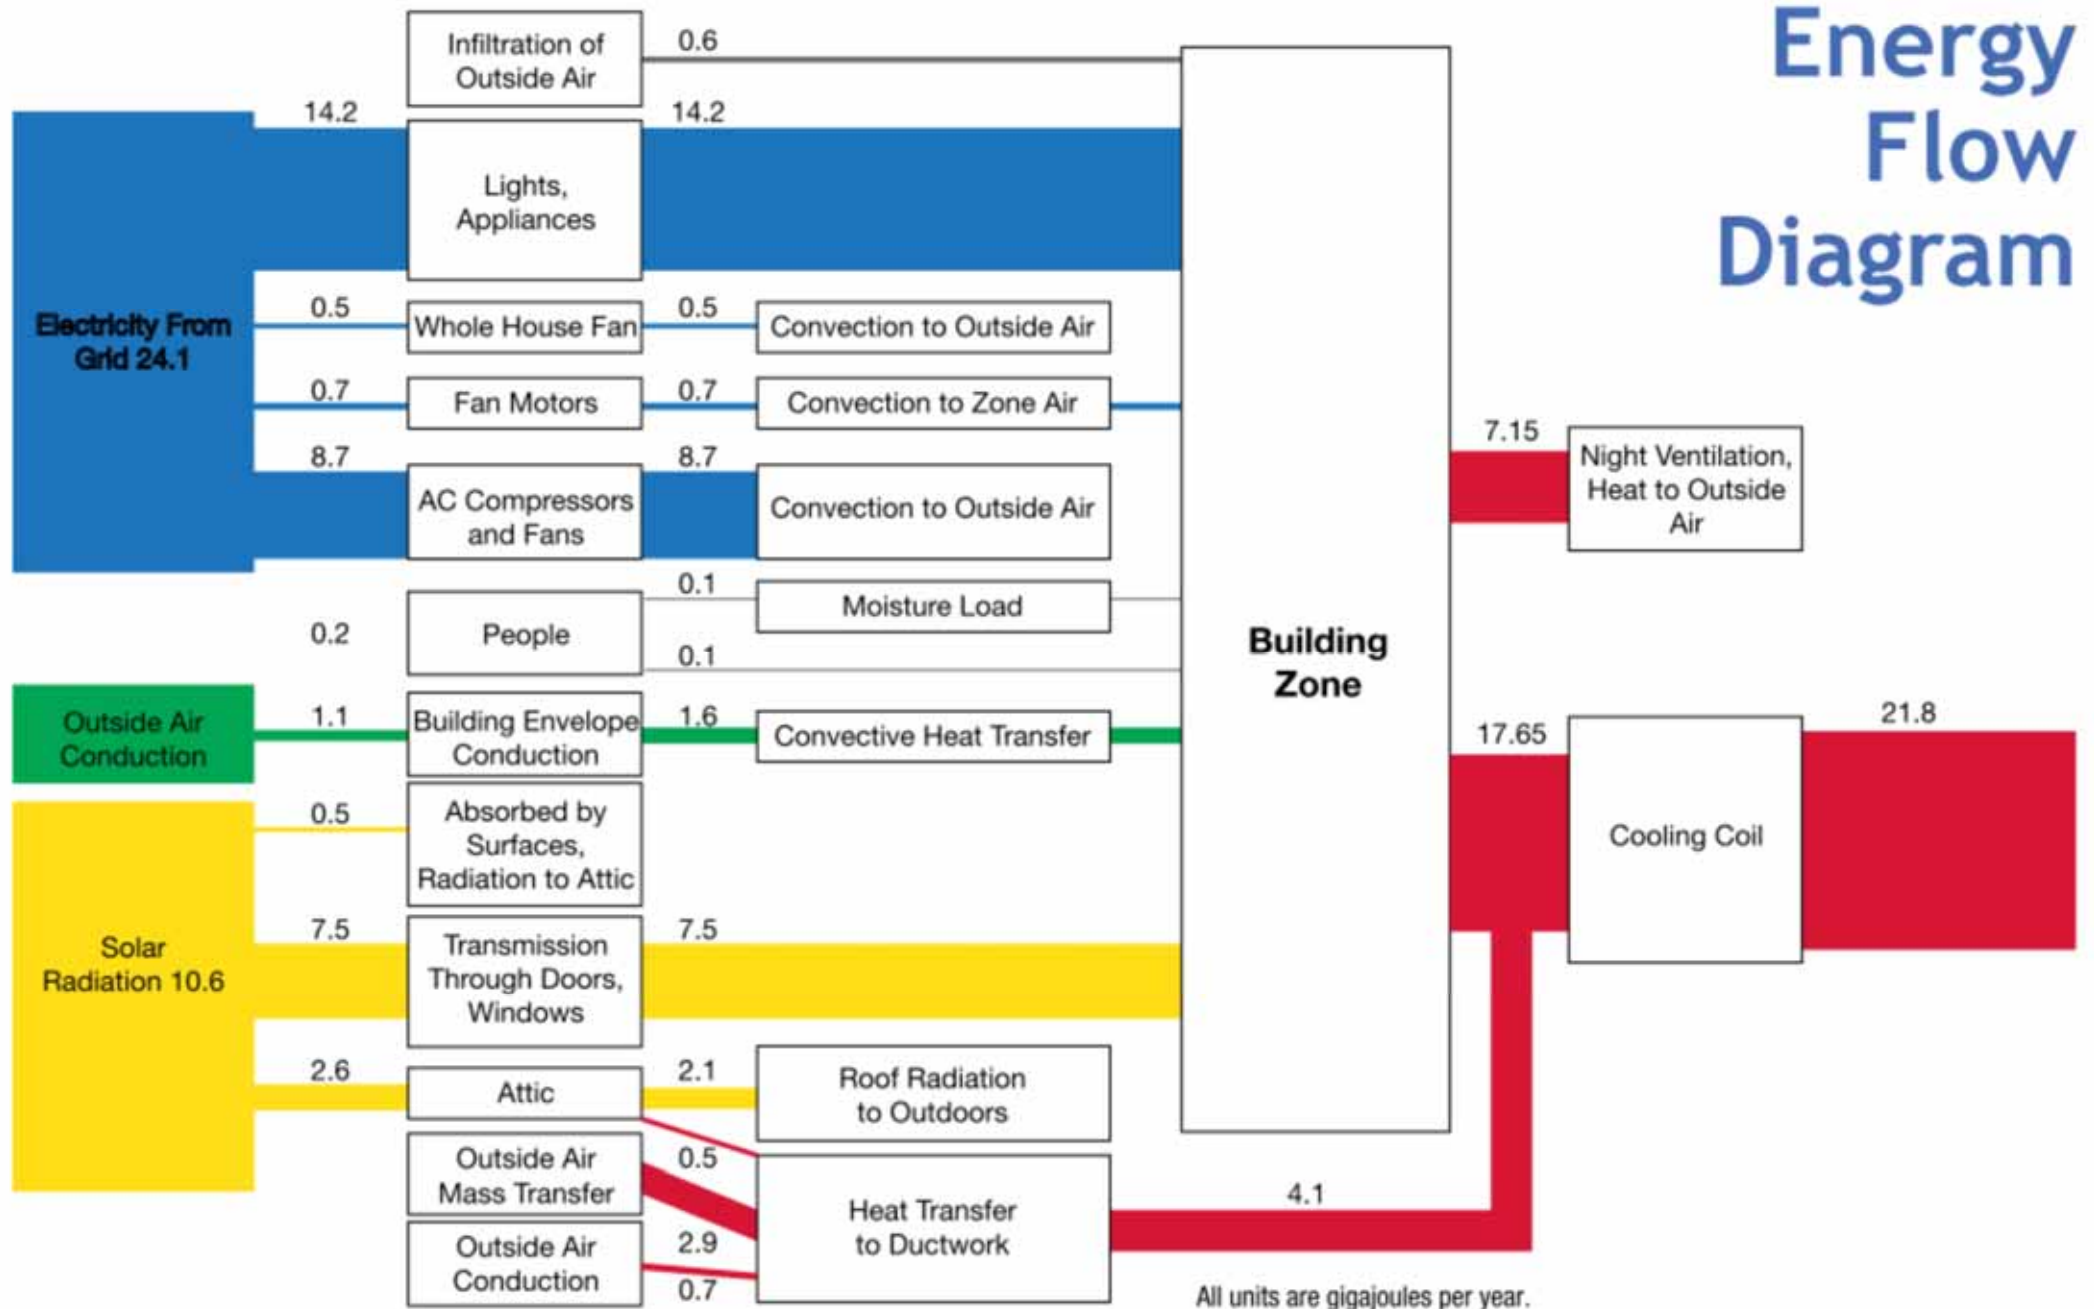 Energy
Flow
Diagram
Infiltration of
Outside Air
0.6
14.2
14.2
Lights,
Appliances
Electricity From
Grid 24.1
0.5
Whole House Fan
0.5
Convection to Outside Air
0.7
Fan Motors
0.7
Convection to Zone Air
8.7
AC Compressors
and Fans
8.7
Convection to Outside Air
0.2
People
0.1
Moisture Load
0.1
Outside Air
Conduction
1.1
Building Envelope
Conduction
1.6
Convective Heat Transfer
Solar
Radiation 10.6
0.5
Absorbed by
Surfaces,
Radiation to Attic
7.5
Transmission
Through Doors,
Windows
7.5
2.6
Attic
2.1
Roof Radiation
to Outdoors
0.5
Outside Air
Mass Transfer
2.9
Outside Air
Conduction
0.7
Heat Transfer
to Ductwork
4.1
Building
Zone
7.15
Night Ventilation,
Heat to Outside
Air
17.65
Cooling Coil
21.8
All units are gigajoules per year.